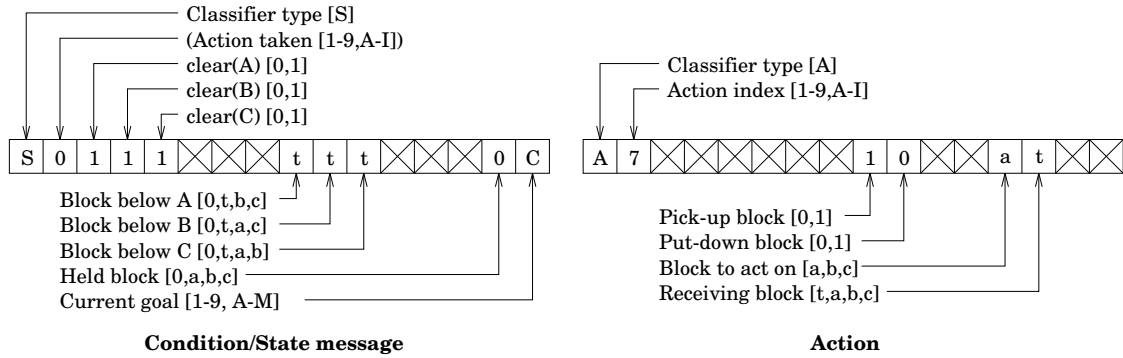 Classifier type [S]
(Action taken [1-9,A-I])
clear(A) [0,1]
clear(B) [0,1]
clear(C) [0,1]
S 0 1 1 1 t t t 0 C
Block below A [0,t,b,c]
Block below B [0,t,a,c]
Block below C [0,t,a,b]
Held block [0,a,b,c]
Current goal [1-9, A-M]
Condition/State message
Classifier type [A]
Action index [1-9,A-I]
A 7 1 0 a t
Pick-up block [0,1]
Put-down block [0,1]
Block to act on [a,b,c]
Receiving block [t,a,b,c]
Action